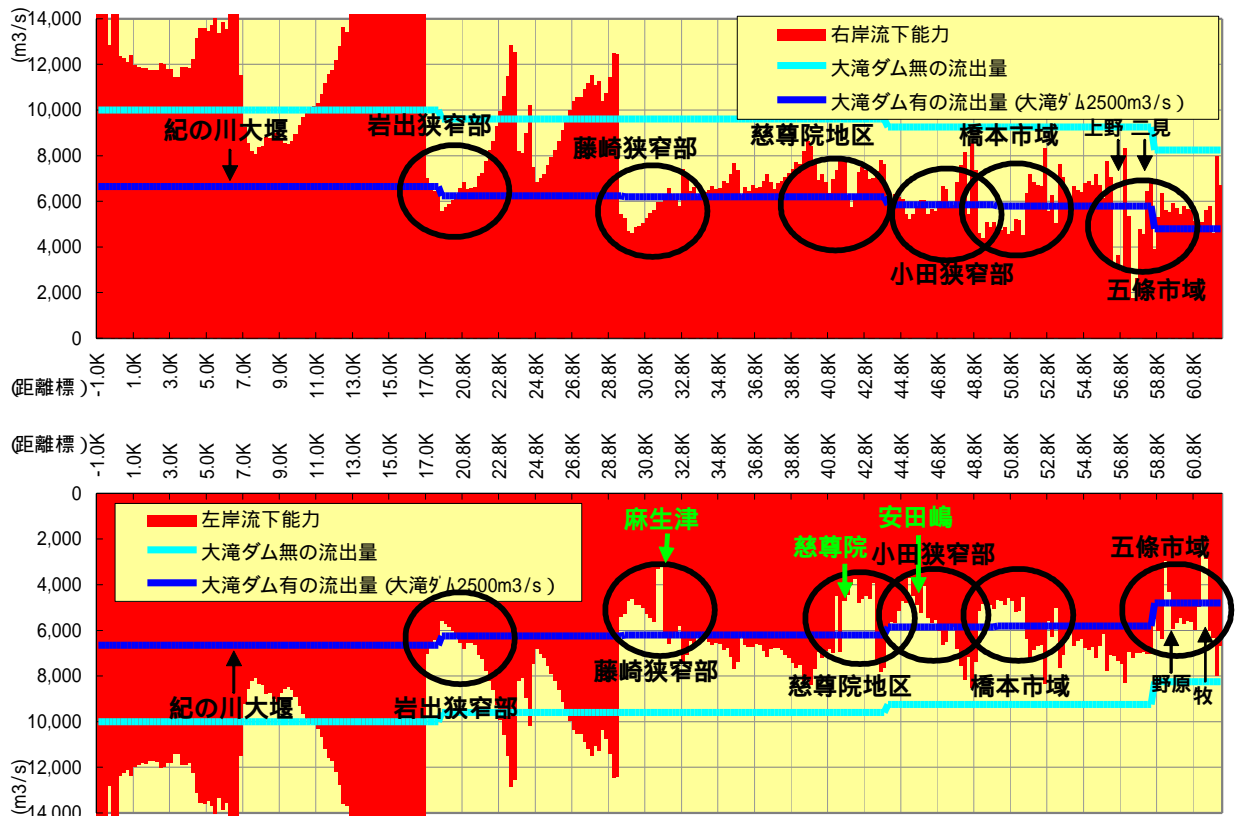 (m3/s)
14,000
12,000
10,000
8,000
6,000
4,000
2,000
0
右岸流下能力
大滝ダム無の流出量
大滝ダム有の流出量 (大滝ダム2500m3/s)
紀の川大堰
岩出狭窄部
藤崎狭窄部
慈尊院地区
橋本市域
上野 二見
小田狭窄部
五條市域
(距離標)
-1.0K 1.0K 3.0K 5.0K 7.0K 9.0K 11.0K 13.0K 15.0K 17.0K 20.8K 22.8K 24.8K 26.8K 28.8K 30.8K 32.8K 34.8K 36.8K 38.8K 40.8K 42.8K 44.8K 46.8K 48.8K 50.8K 52.8K 54.8K 56.8K 58.8K 60.8K
(距離標)
-1.0K 1.0K 3.0K 5.0K 7.0K 9.0K 11.0K 13.0K 15.0K 17.0K 20.8K 22.8K 24.8K 26.8K 28.8K 30.8K 32.8K 34.8K 36.8K 38.8K 40.8K 42.8K 44.8K 46.8K 48.8K 50.8K 52.8K 54.8K 56.8K 58.8K 60.8K
0
2,000
4,000
6,000
8,000
10,000
12,000
14,000
(m3/s)
左岸流下能力
大滝ダム無の流出量
大滝ダム有の流出量 (大滝ダム2500m3/s)
麻生津
安田嶋
慈尊院
小田狭窄部
五條市域
藤崎狭窄部
慈尊院地区
橋本市域
野原
牧
紀の川大堰
岩出狭窄部